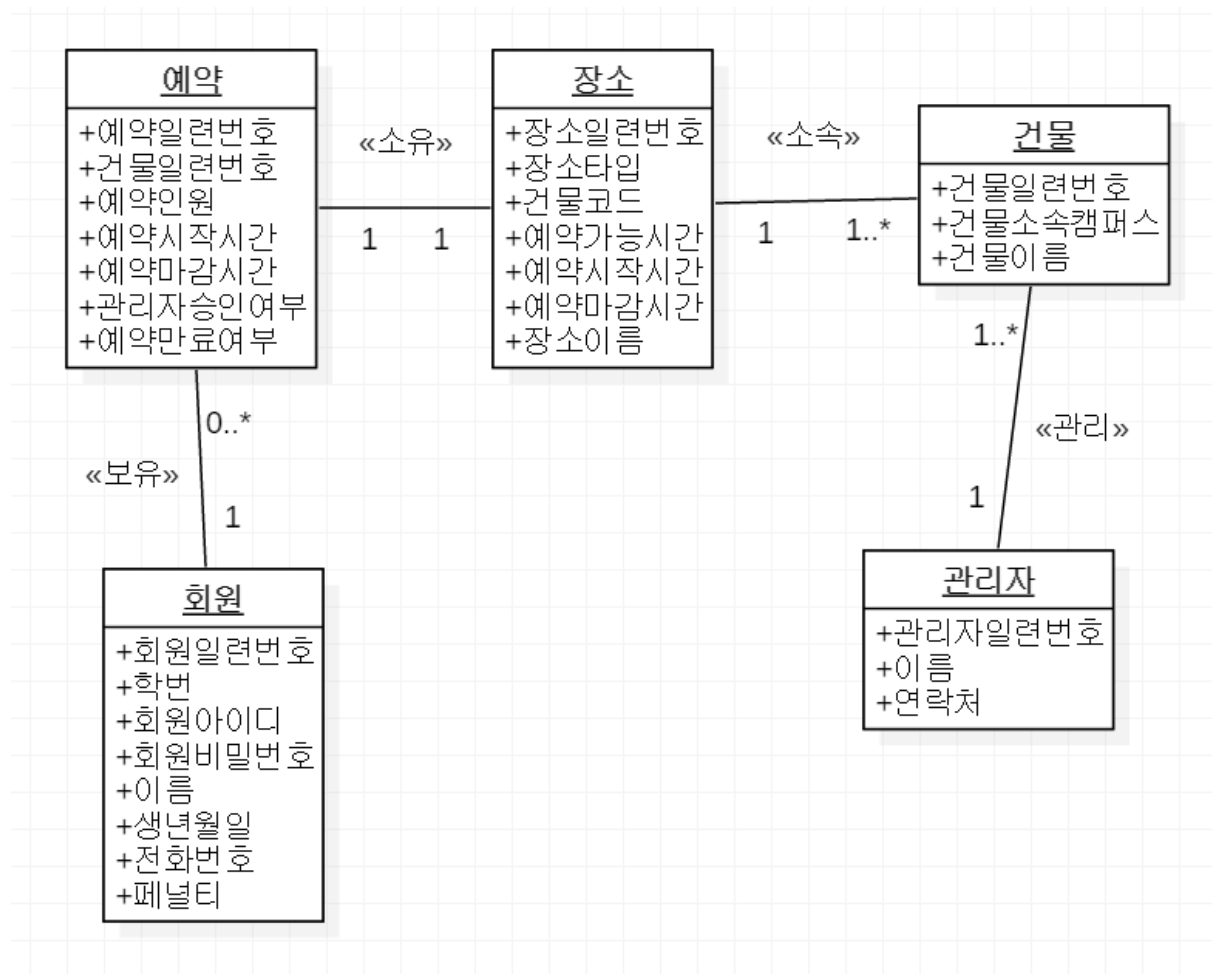 예약
+예약일련번호
+건물일련번호
+예약인원
+예약시작시간
+예약마감시간
+관리자승인여부
+예약만료여부
«소유»
1
1
장소
+장소일련번호
+장소타입
+건물코드
+예약가능시간
+예약시작시간
+예약마감시간
+장소이름
«소속»
1
1..*
건물
+건물일련번호
+건물소속캠퍼스
+건물이름
0..*
«보유»
1
1..*
«관리»
1
회원
+회원일련번호
+학번
+회원아이디
+회원비밀번호
+이름
+생년월일
+전화번호
+페널티
관리자
+관리자일련번호
+이름
+연락처